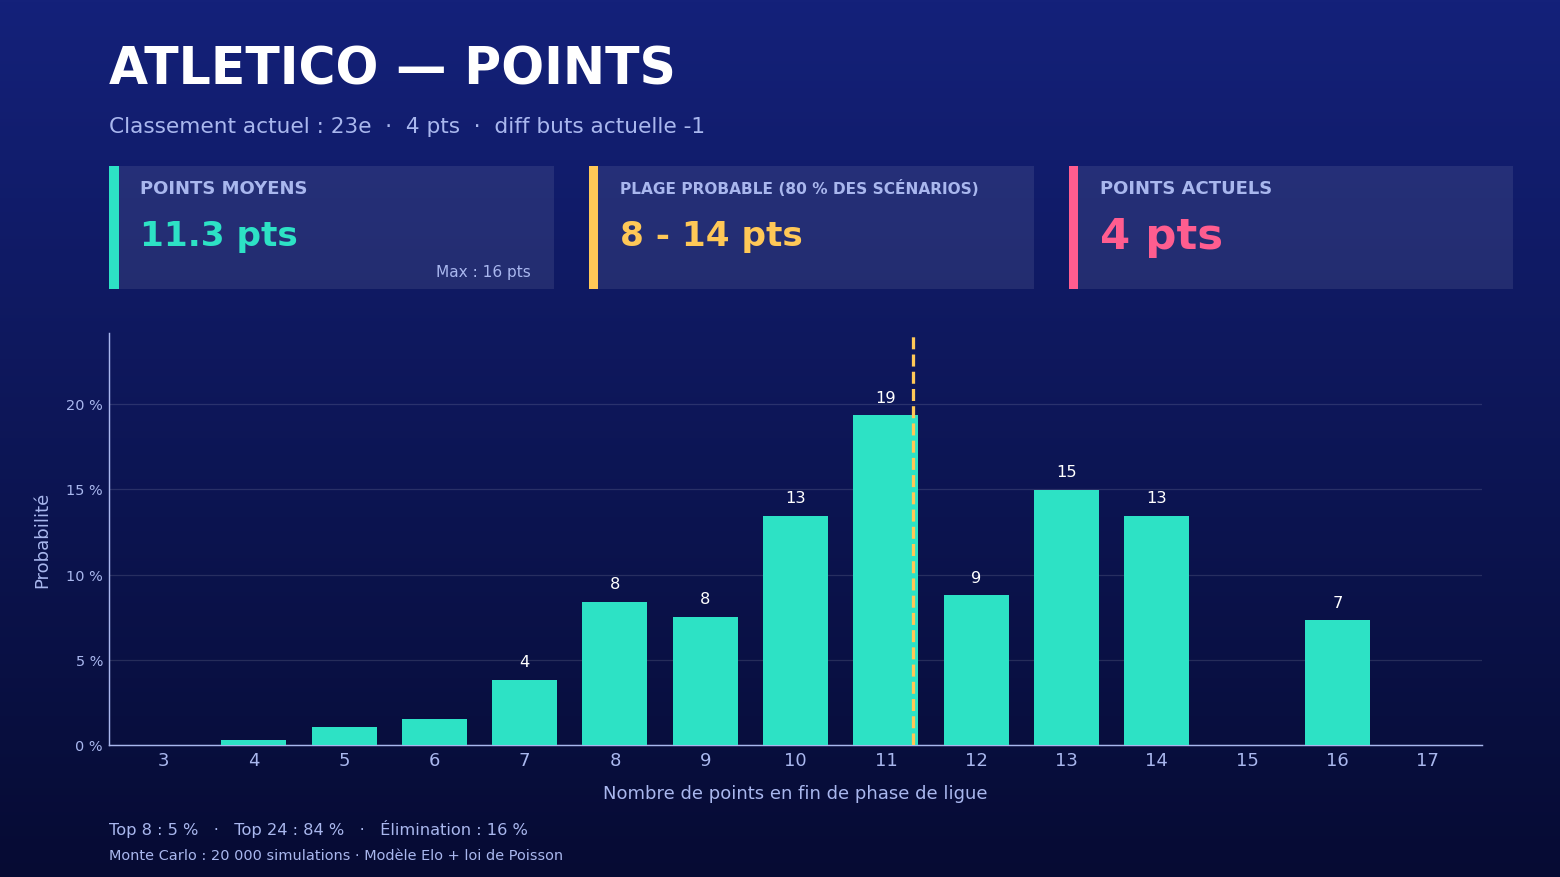 ATLETICO — POINTS
Classement actuel : 23e · 4 pts · diff buts actuelle -1
POINTS MOYENS
11.3 pts
Max : 16 pts
PLAGE PROBABLE (80 % DES SCÉNARIOS)
8 - 14 pts
POINTS ACTUELS
4 pts
Probabilité
20 %
15 %
10 %
5 %
0 %
4
8
8
13
19
9
15
13
7
3 4 5 6 7 8 9 10 11 12 13 14 15 16 17
Nombre de points en fin de phase de ligue
Top 8 : 5 % · Top 24 : 84 % · Élimination : 16 %
Monte Carlo : 20 000 simulations · Modèle Elo + loi de Poisson